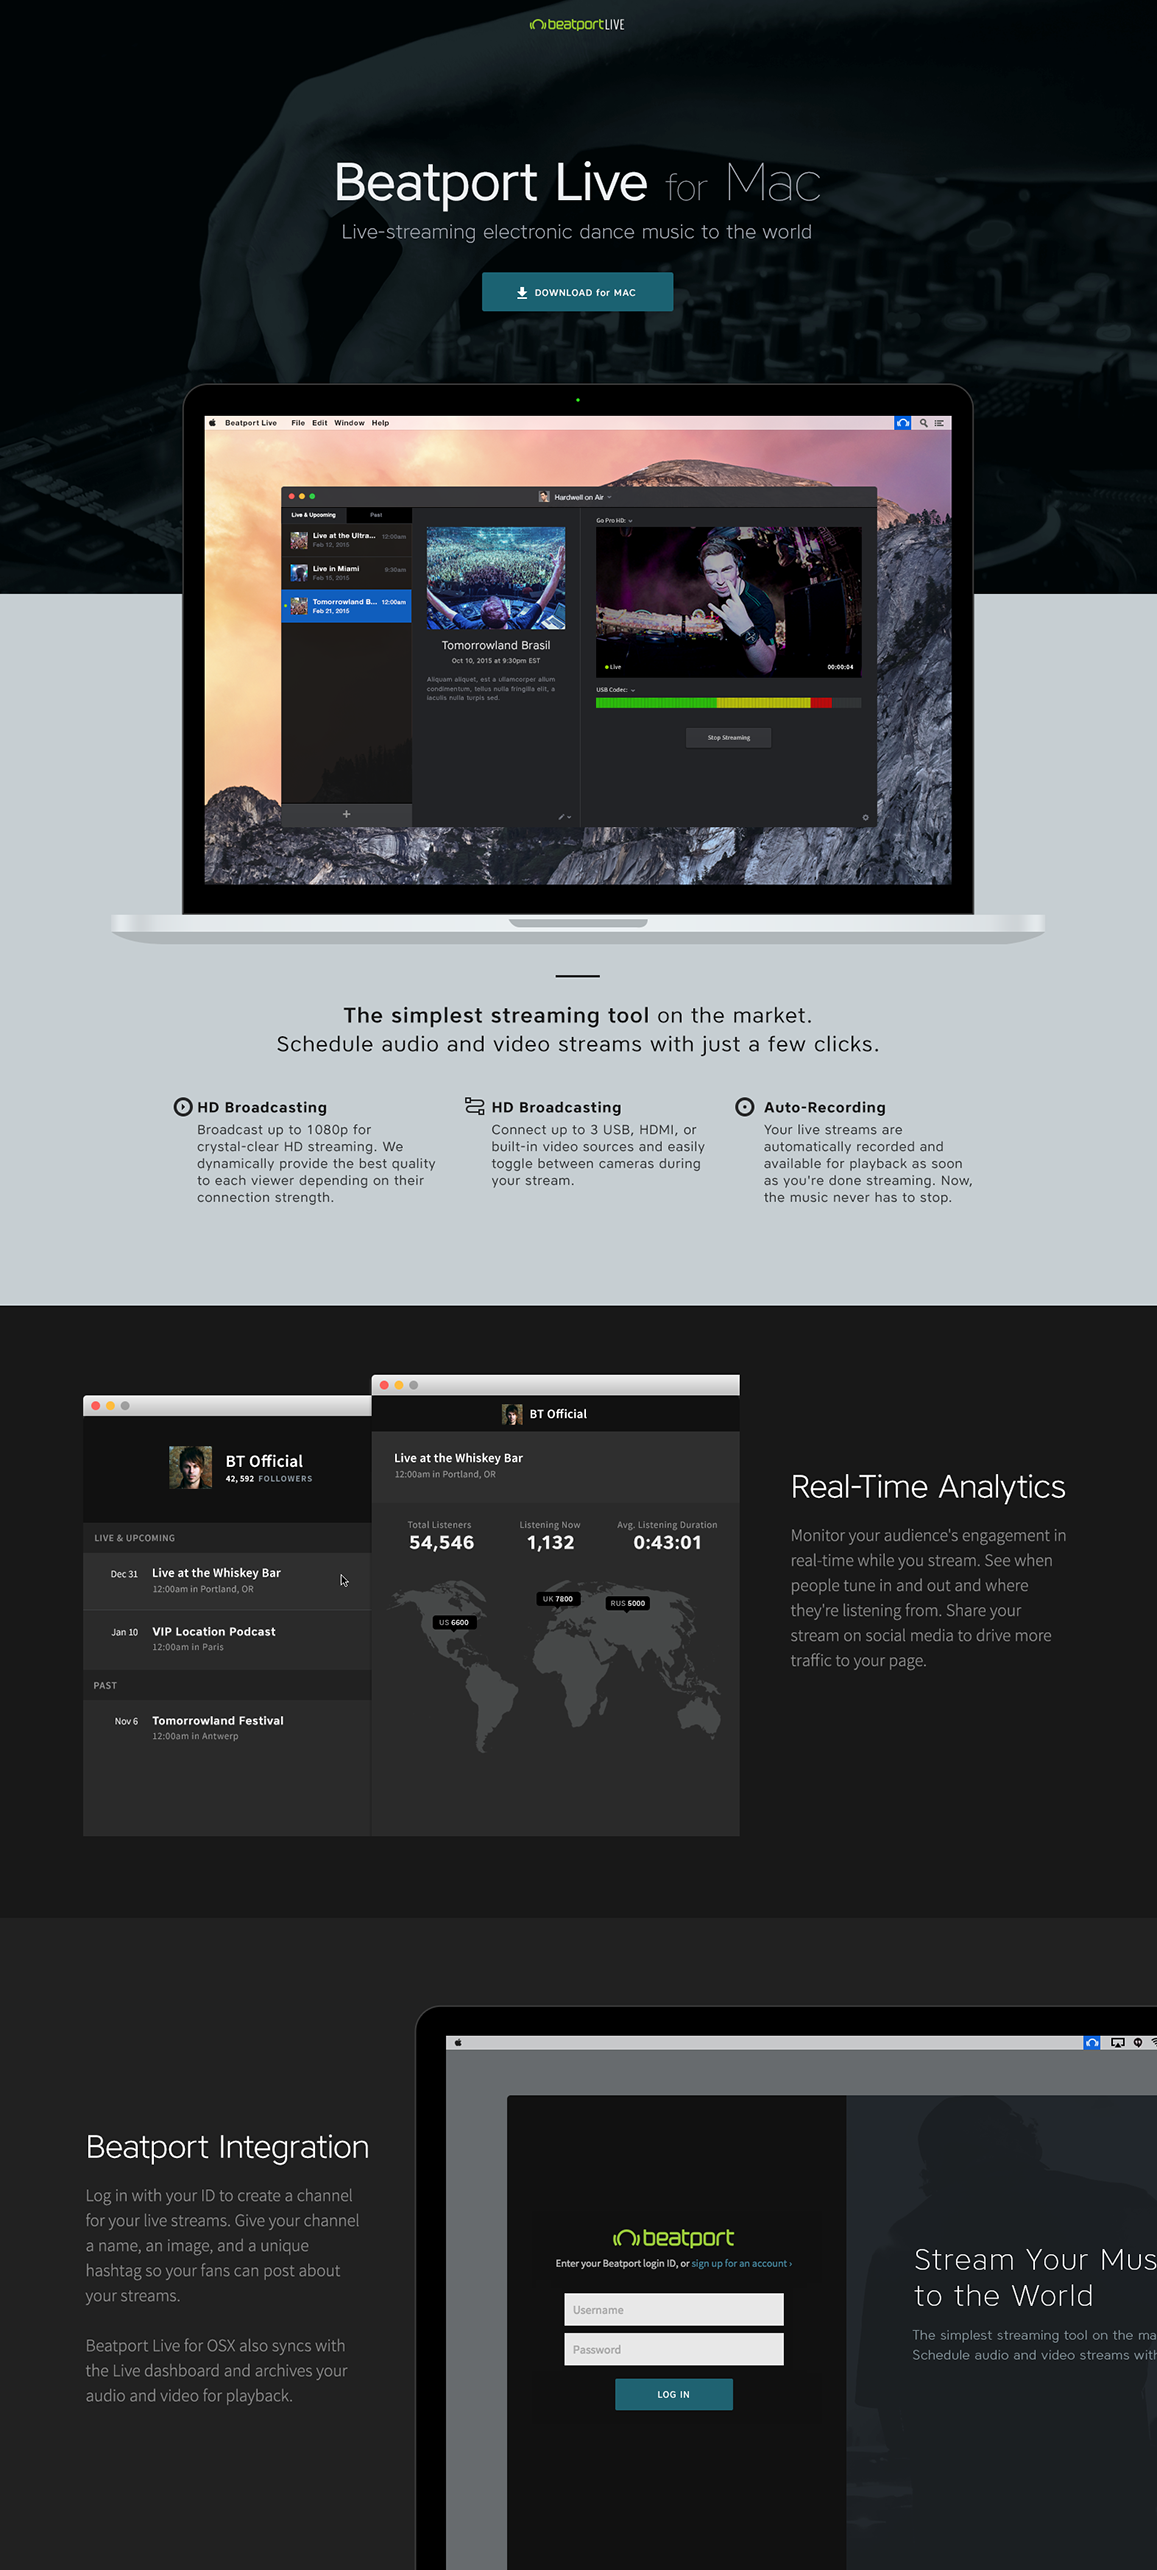 beatport LIVE
Beatport Live for Mac
Live-streaming electronic dance music to the world
DOWNLOAD for MAC
Beatport Live File Edit Window Help
Hardwell on Air
Live & Upcoming Past
Live at the Ultra... 12:00am
Feb 12, 2015
Live in Miami 9:30am
Feb 15, 2015
Tomorrowland B... 12:00am
Feb 21, 2015
Tomorrowland Brasil
Oct 10, 2015 at 9:30pm EST
Aliquam aliquet, est a ullamcorper allum
condimentum, tellus nulla fringilla elit, a
iaculis nulla turpis sed.
Go Pro HD:
Live 00:00:04
USB Codec:
Stop Streaming
The simplest streaming tool on the market.
Schedule audio and video streams with just a few clicks.
HD Broadcasting
Broadcast up to 1080p for
crystal-clear HD streaming. We
dynamically provide the best quality
to each viewer depending on their
connection strength.
HD Broadcasting
Connect up to 3 USB, HDMI, or
built-in video sources and easily
toggle between cameras during
your stream.
Auto-Recording
Your live streams are
automatically recorded and
available for playback as soon
as you're done streaming. Now,
the music never has to stop.
BT Official
42,592 FOLLOWERS
LIVE & UPCOMING
Dec 31 Live at the Whiskey Bar
12:00am in Portland, OR
Jan 10 VIP Location Podcast
12:00am in Paris
PAST
Nov 6 Tomorrowland Festival
12:00am in Antwerp
BT Official
Live at the Whiskey Bar
12:00am in Portland, OR
Total Listeners Listening Now Avg. Listening Duration
54,546 1,132 0:43:01
US 6600
UK 7800
RUS 5000
Real-Time Analytics
Monitor your audience's engagement in
real-time while you stream. See when
people tune in and out and where
they're listening from. Share your
stream on social media to drive more
traffic to your page.
Beatport Integration
Log in with your ID to create a channel
for your live streams. Give your channel
a name, an image, and a unique
hashtag so your fans can post about
your streams.
Beatport Live for OSX also syncs with
the Live dashboard and archives your
audio and video for playback.
beatport
Enter your Beatport login ID, or sign up for an account ›
Username
Password
LOG IN
Stream Your Mus
to the World
The simplest streaming tool on the ma
Schedule audio and video streams with